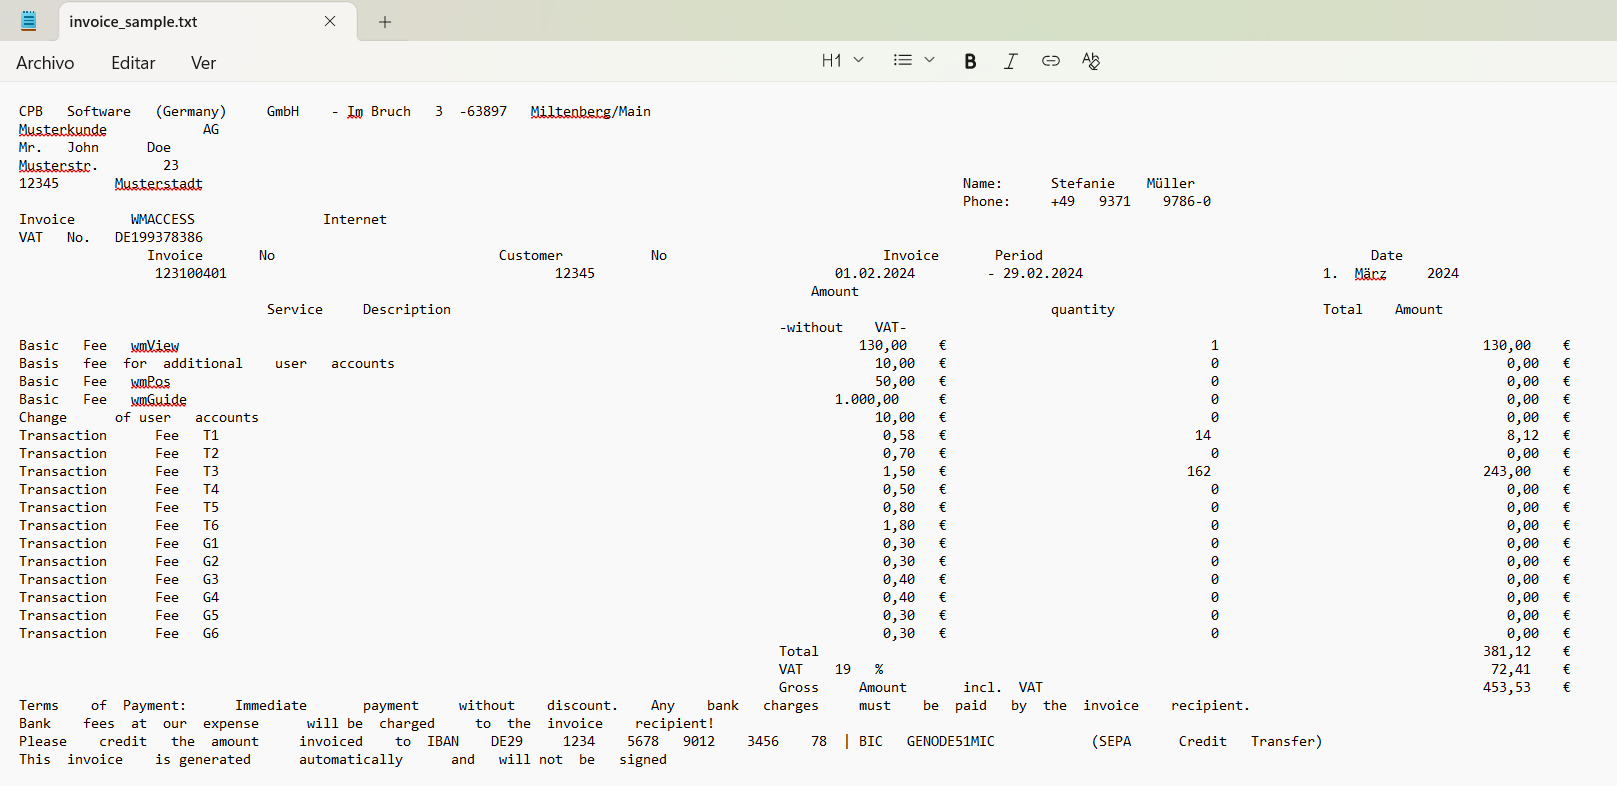 invoice_sample.txt
Archivo Editar Ver H1 B I
CPB Software (Germany) GmbH - Im Bruch 3 -63897 Miltenberg/Main
Musterkunde AG
Mr. John Doe
Musterstr. 23
12345 Musterstadt Name: Stefanie Müller
Phone: +49 9371 9786-0
Invoice WMACCESS Internet
VAT No. DE199378386
Invoice No Customer No Invoice Period Date
123100401 12345 01.02.2024 - 29.02.2024 1. März 2024
Amount
Service Description quantity Total Amount
-without VAT-
Basic Fee wmView 130,00 € 1 130,00 €
Basis fee for additional user accounts 10,00 € 0 0,00 €
Basic Fee wmPos 50,00 € 0 0,00 €
Basic Fee wmGuide 1.000,00 € 0 0,00 €
Change of user accounts 10,00 € 0 0,00 €
Transaction Fee T1 0,58 € 14 8,12 €
Transaction Fee T2 0,70 € 0 0,00 €
Transaction Fee T3 1,50 € 162 243,00 €
Transaction Fee T4 0,50 € 0 0,00 €
Transaction Fee T5 0,80 € 0 0,00 €
Transaction Fee T6 1,80 € 0 0,00 €
Transaction Fee G1 0,30 € 0 0,00 €
Transaction Fee G2 0,30 € 0 0,00 €
Transaction Fee G3 0,40 € 0 0,00 €
Transaction Fee G4 0,40 € 0 0,00 €
Transaction Fee G5 0,30 € 0 0,00 €
Transaction Fee G6 0,30 € 0 0,00 €
Total 381,12 €
VAT 19 % 72,41 €
Gross Amount incl. VAT 453,53 €
Terms of Payment: Immediate payment without discount. Any bank charges must be paid by the invoice recipient.
Bank fees at our expense will be charged to the invoice recipient!
Please credit the amount invoiced to IBAN DE29 1234 5678 9012 3456 78 | BIC GENODE51MIC (SEPA Credit Transfer)
This invoice is generated automatically and will not be signed